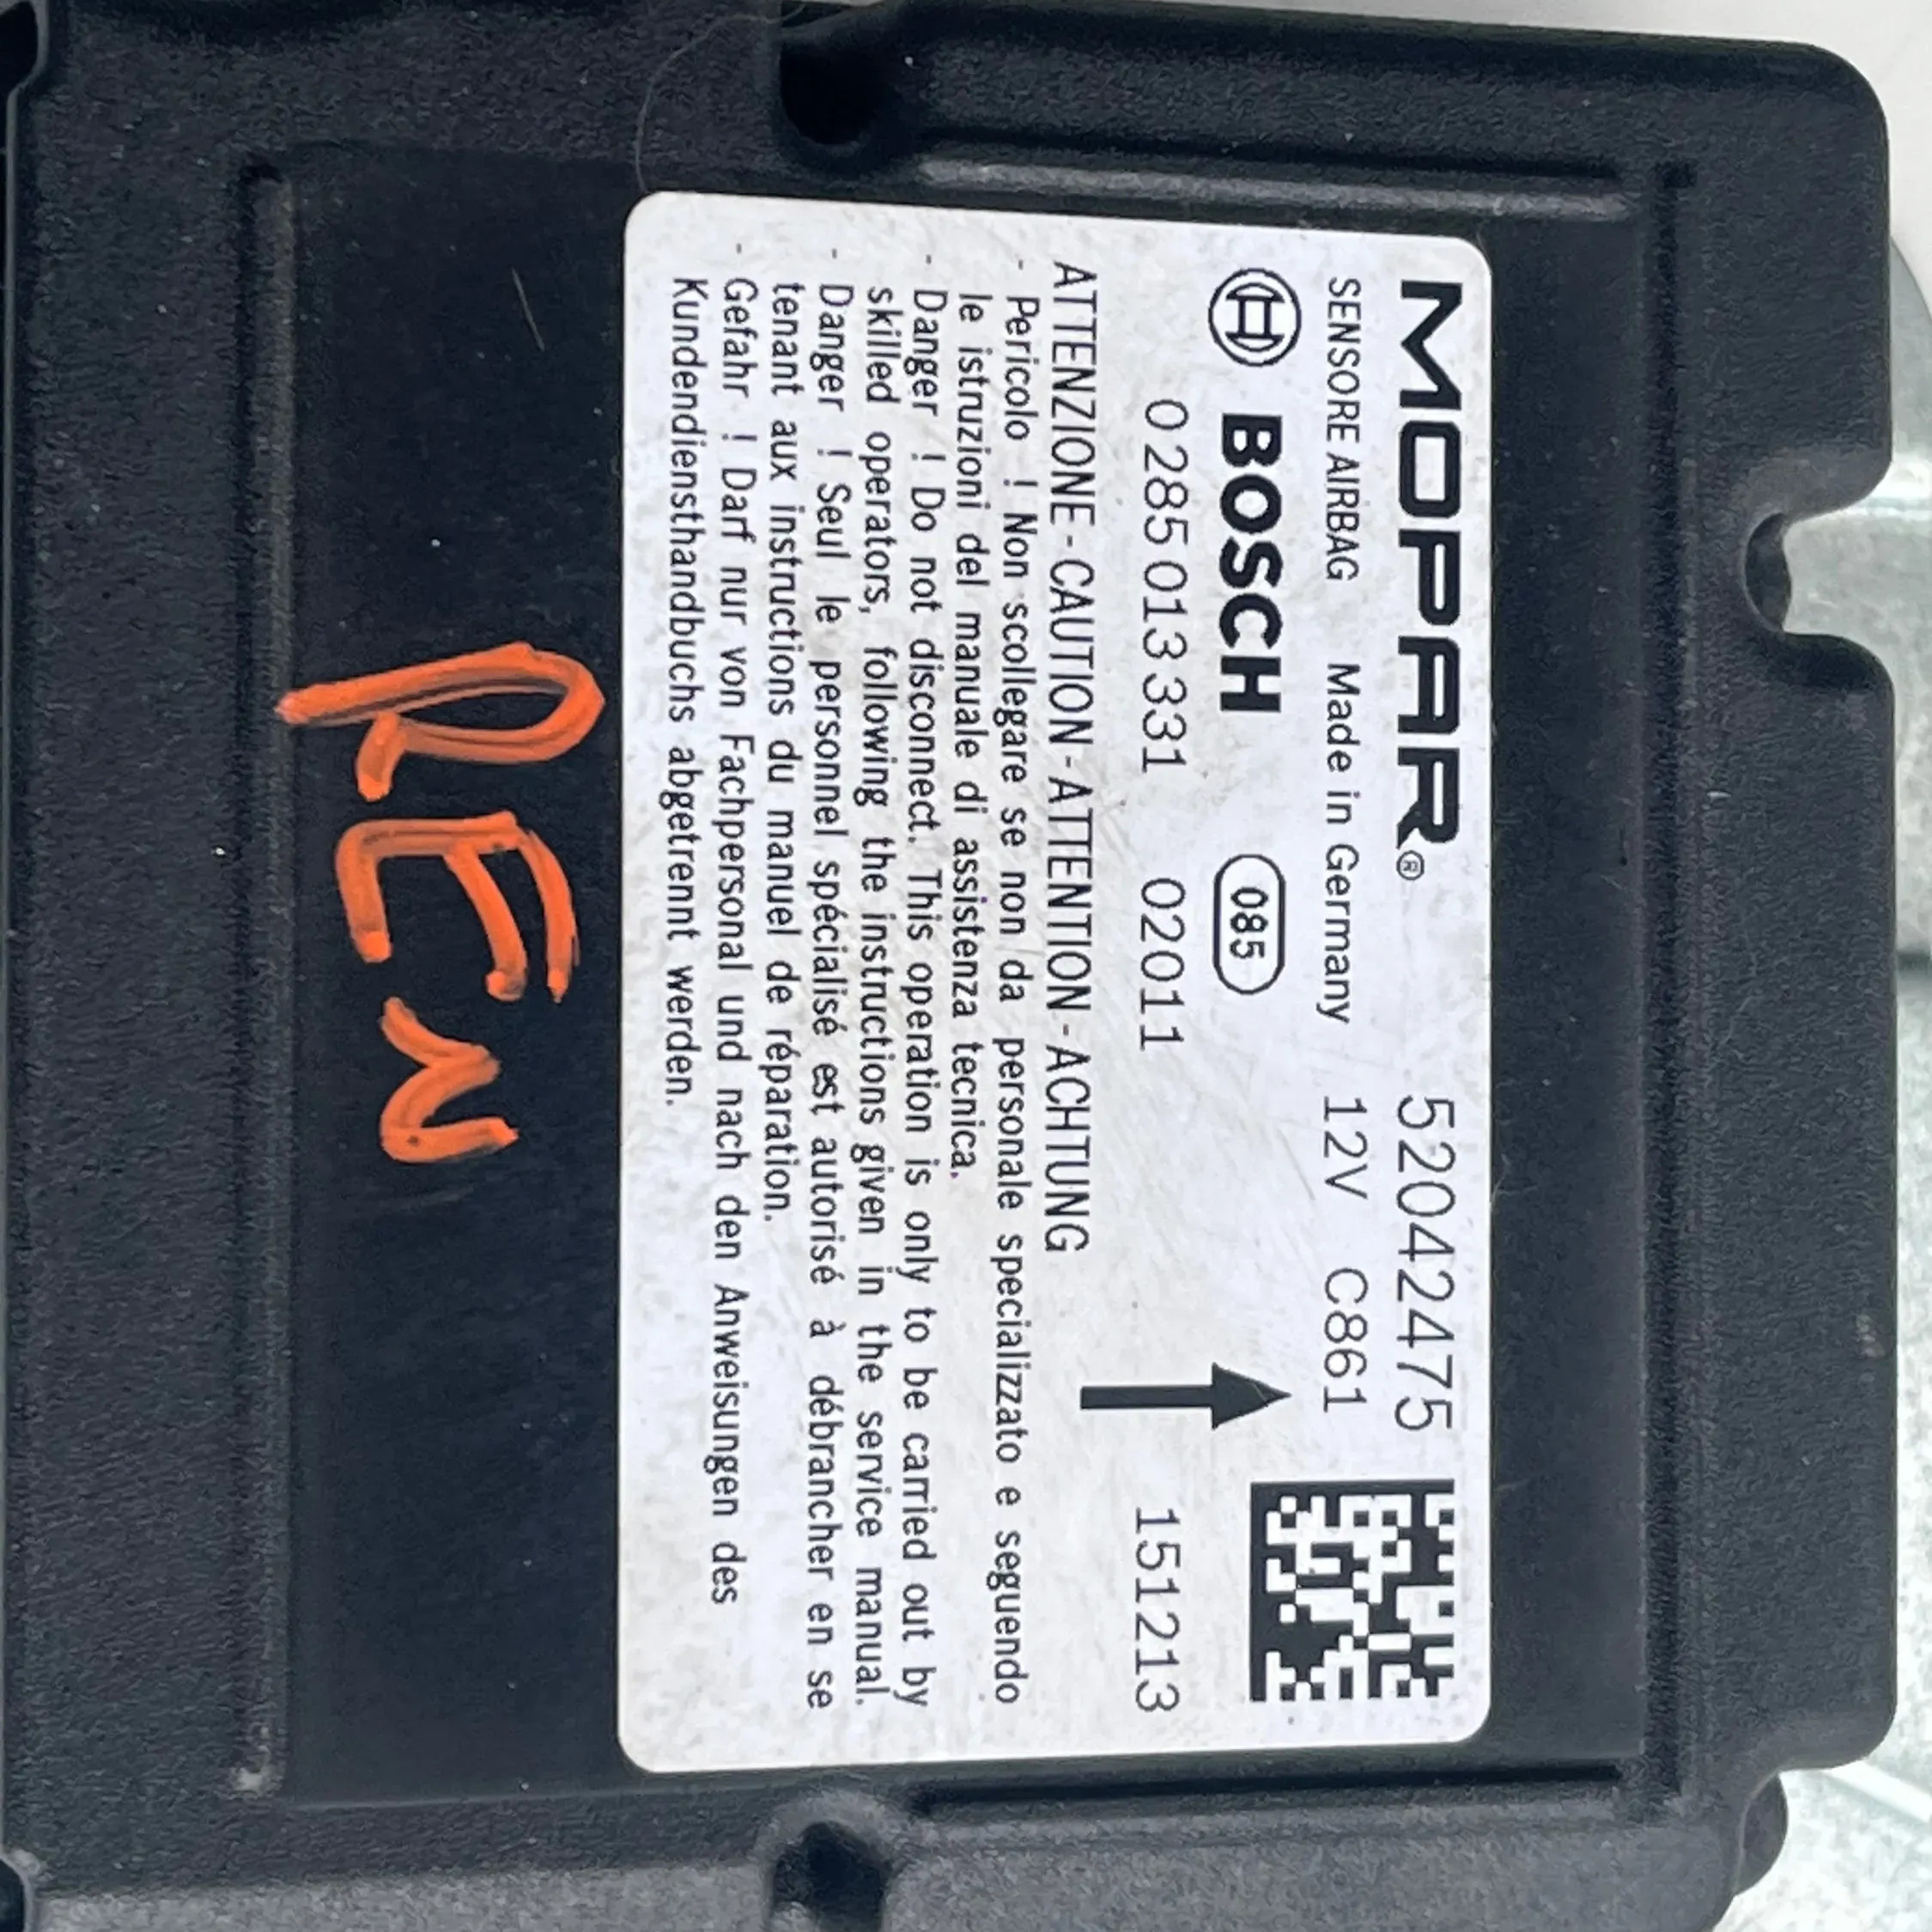 MOPAR® 52042475
SENSORE AIRBAG Made in Germany 12V C861
BOSCH 085
0285013331 02011 151213
ATTENZIONE-CAUTION-ATTENTION-ACHTUNG
- Pericolo ! Non scollegare se non da personale specializzato e seguendo
le istruzioni del manuale di assistenza tecnica.
- Danger ! Do not disconnect. This operation is only to be carried out by
skilled operators, following the instructions given in the service manual.
- Danger ! Seul le personnel spécialisé est autorisé à débrancher en se
tenant aux instructions du manuel de réparation.
- Gefahr ! Darf nur von Fachpersonal und nach den Anweisungen des
Kundendiensthandbuchs abgetrennt werden.
REN